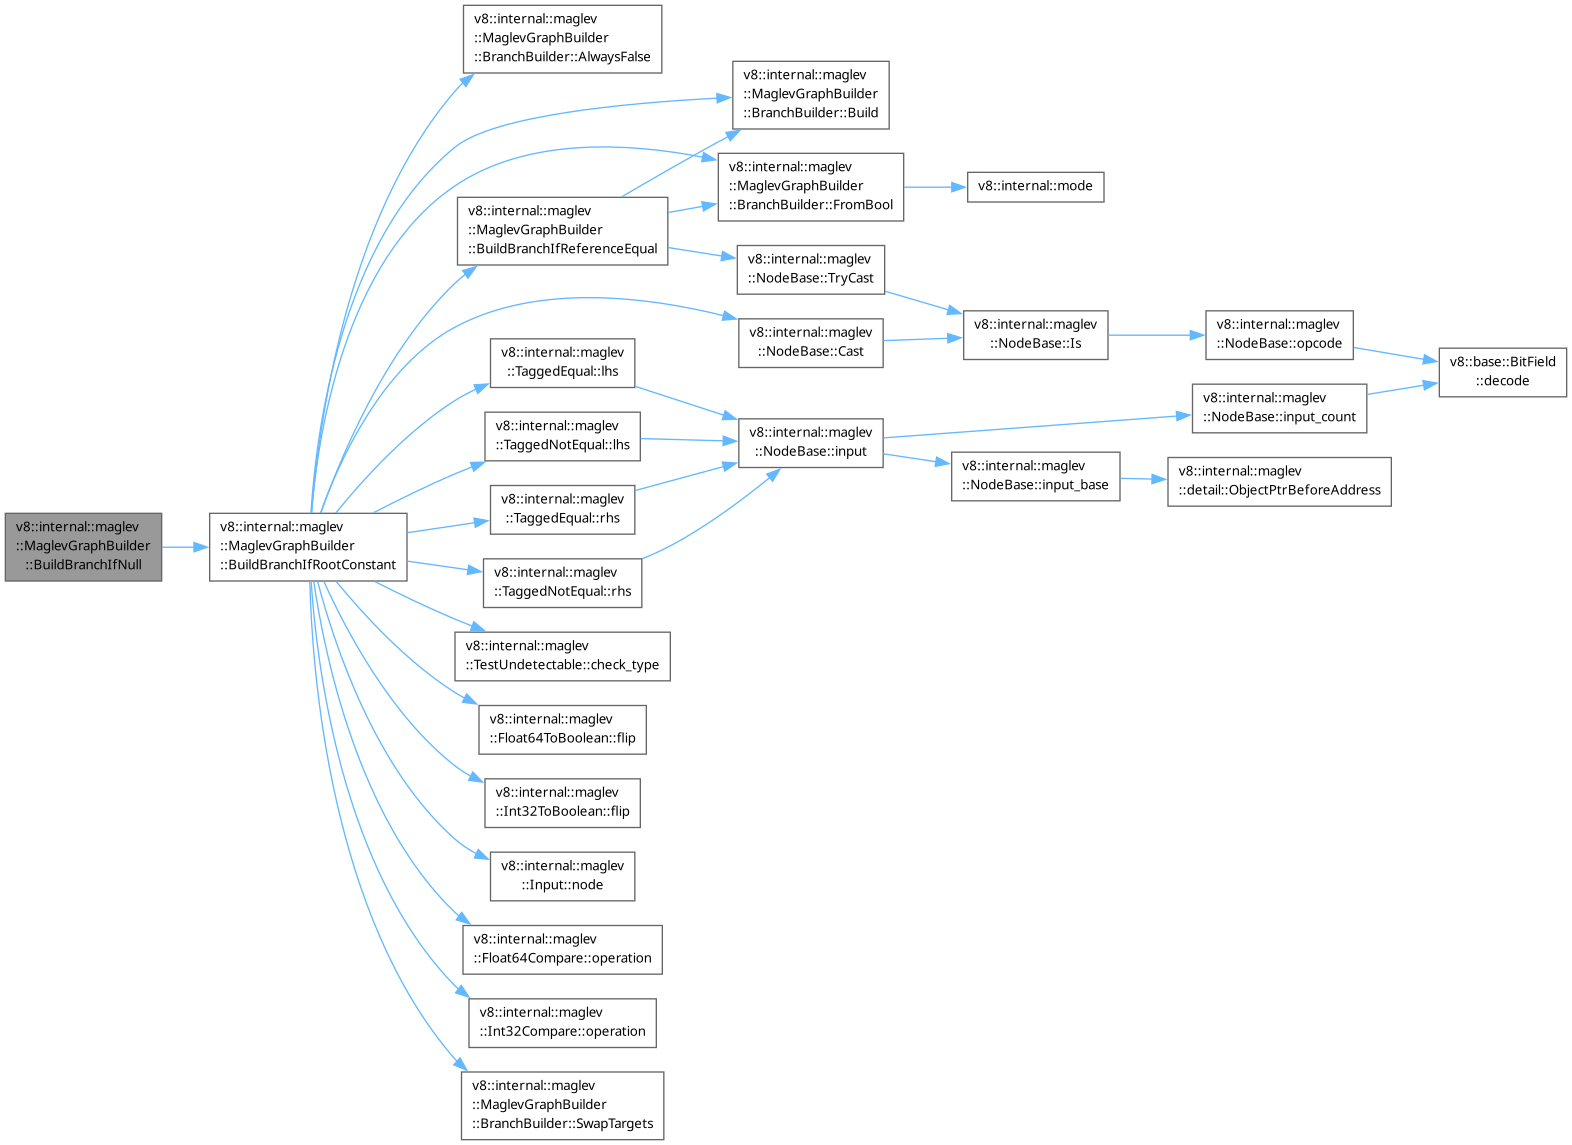 v8::internal::maglev
::MaglevGraphBuilder
::BuildBranchIfNull
v8::internal::maglev
::MaglevGraphBuilder
::BuildBranchIfRootConstant
v8::internal::maglev
::MaglevGraphBuilder
::BranchBuilder::AlwaysFalse
v8::internal::maglev
::MaglevGraphBuilder
::BranchBuilder::Build
v8::internal::maglev
::MaglevGraphBuilder
::BranchBuilder::FromBool
v8::internal::mode
v8::internal::maglev
::MaglevGraphBuilder
::BuildBranchIfReferenceEqual
v8::internal::maglev
::NodeBase::TryCast
v8::internal::maglev
::NodeBase::Cast
v8::internal::maglev
::NodeBase::Is
v8::internal::maglev
::NodeBase::opcode
v8::base::BitField
::decode
v8::internal::maglev
::TaggedEqual::lhs
v8::internal::maglev
::TaggedNotEqual::lhs
v8::internal::maglev
::NodeBase::input
v8::internal::maglev
::NodeBase::input_count
v8::internal::maglev
::NodeBase::input_base
v8::internal::maglev
::detail::ObjectPtrBeforeAddress
v8::internal::maglev
::TaggedEqual::rhs
v8::internal::maglev
::TaggedNotEqual::rhs
v8::internal::maglev
::TestUndetectable::check_type
v8::internal::maglev
::Float64ToBoolean::flip
v8::internal::maglev
::Int32ToBoolean::flip
v8::internal::maglev
::Input::node
v8::internal::maglev
::Float64Compare::operation
v8::internal::maglev
::Int32Compare::operation
v8::internal::maglev
::MaglevGraphBuilder
::BranchBuilder::SwapTargets